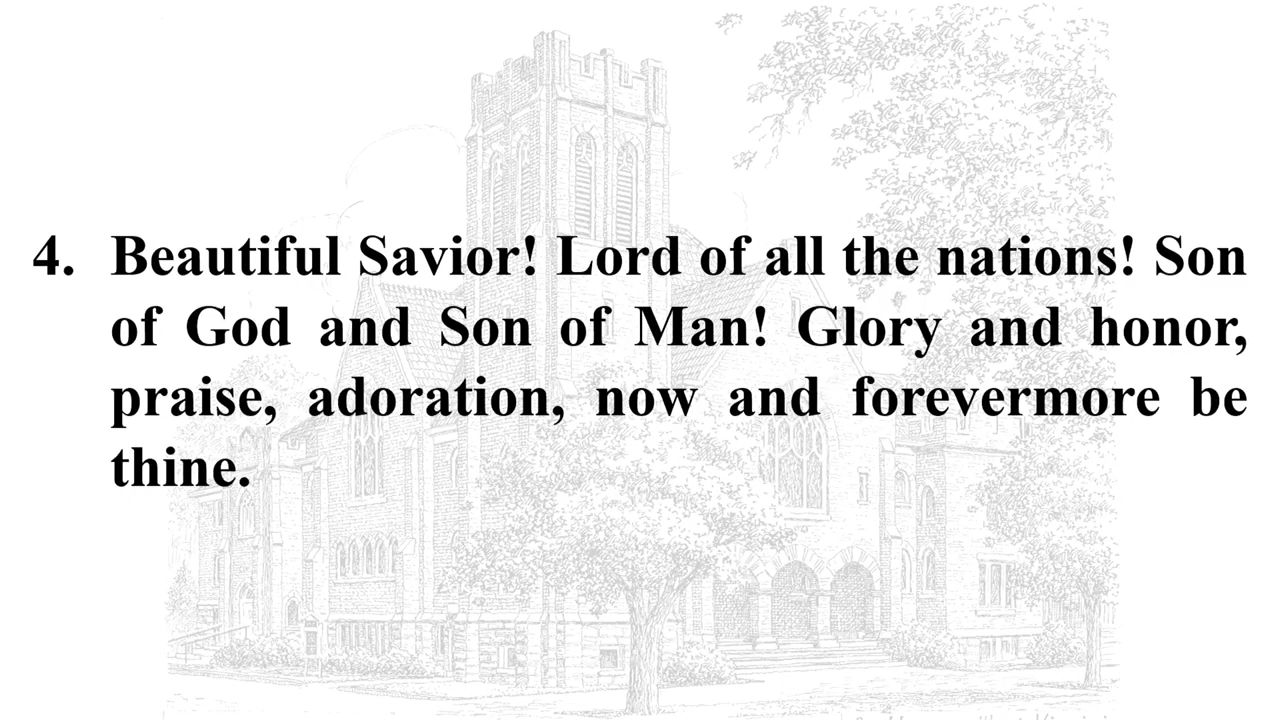 4. Beautiful Savior! Lord of all the nations! Son
of God and Son of Man! Glory and honor,
praise, adoration, now and forevermore be
thine.